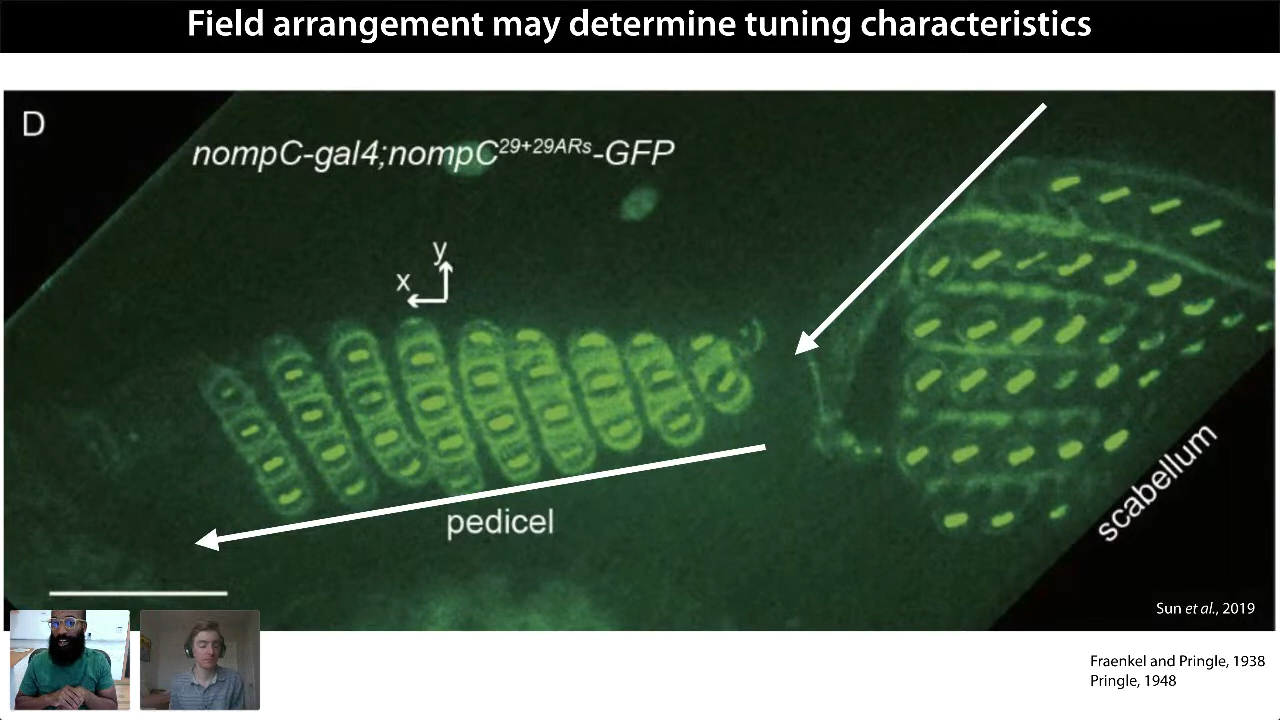 Field arrangement may determine tuning characteristics
D
nompC-gal4;nompC29+29ARs-GFP
y
x
pedicel
scabellum
Sun et al., 2019
Fraenkel and Pringle, 1938
Pringle, 1948